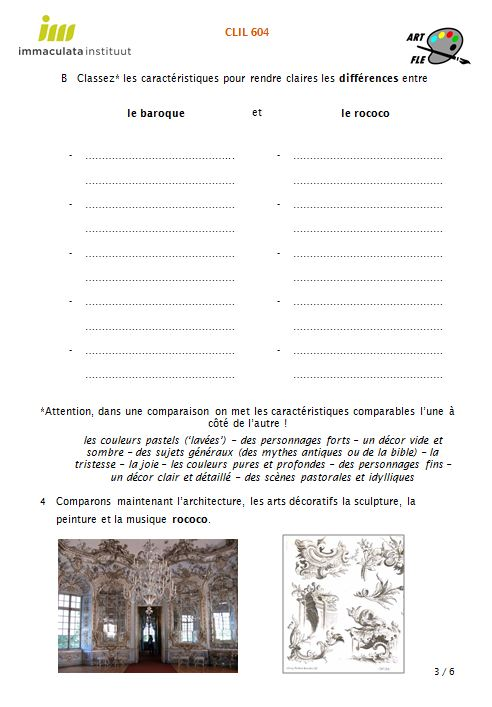 im
immaculata instituut
CLIL 604
ART
FLE
B Classez* les caractéristiques pour rendre claires les différences entre
le baroque et le rococo
- ................................................ - ................................................
................................................ ................................................
- ................................................ - ................................................
................................................ ................................................
- ................................................ - ................................................
................................................ ................................................
- ................................................ - ................................................
................................................ ................................................
- ................................................ - ................................................
................................................ ................................................
*Attention, dans une comparaison on met les caractéristiques comparables l’une à
côté de l’autre !
les couleurs pastels (‘lavées’) – des personnages forts – un décor vide et
sombre – des sujets généraux (des mythes antiques ou de la bible) – la
tristesse – la joie – les couleurs pures et profondes – des personnages fins –
un décor clair et détaillé – des scènes pastorales et idylliques
4 Comparons maintenant l’architecture, les arts décoratifs la sculpture, la
peinture et la musique rococo.
3 / 6